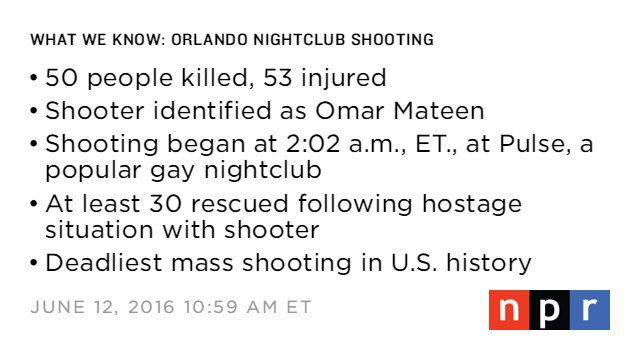 WHAT WE KNOW: ORLANDO NIGHTCLUB SHOOTING
• 50 people killed, 53 injured
• Shooter identified as Omar Mateen
• Shooting began at 2:02 a.m., ET., at Pulse, a
popular gay nightclub
• At least 30 rescued following hostage
situation with shooter
• Deadliest mass shooting in U.S. history
JUNE 12, 2016 10:59 AM ET
npr